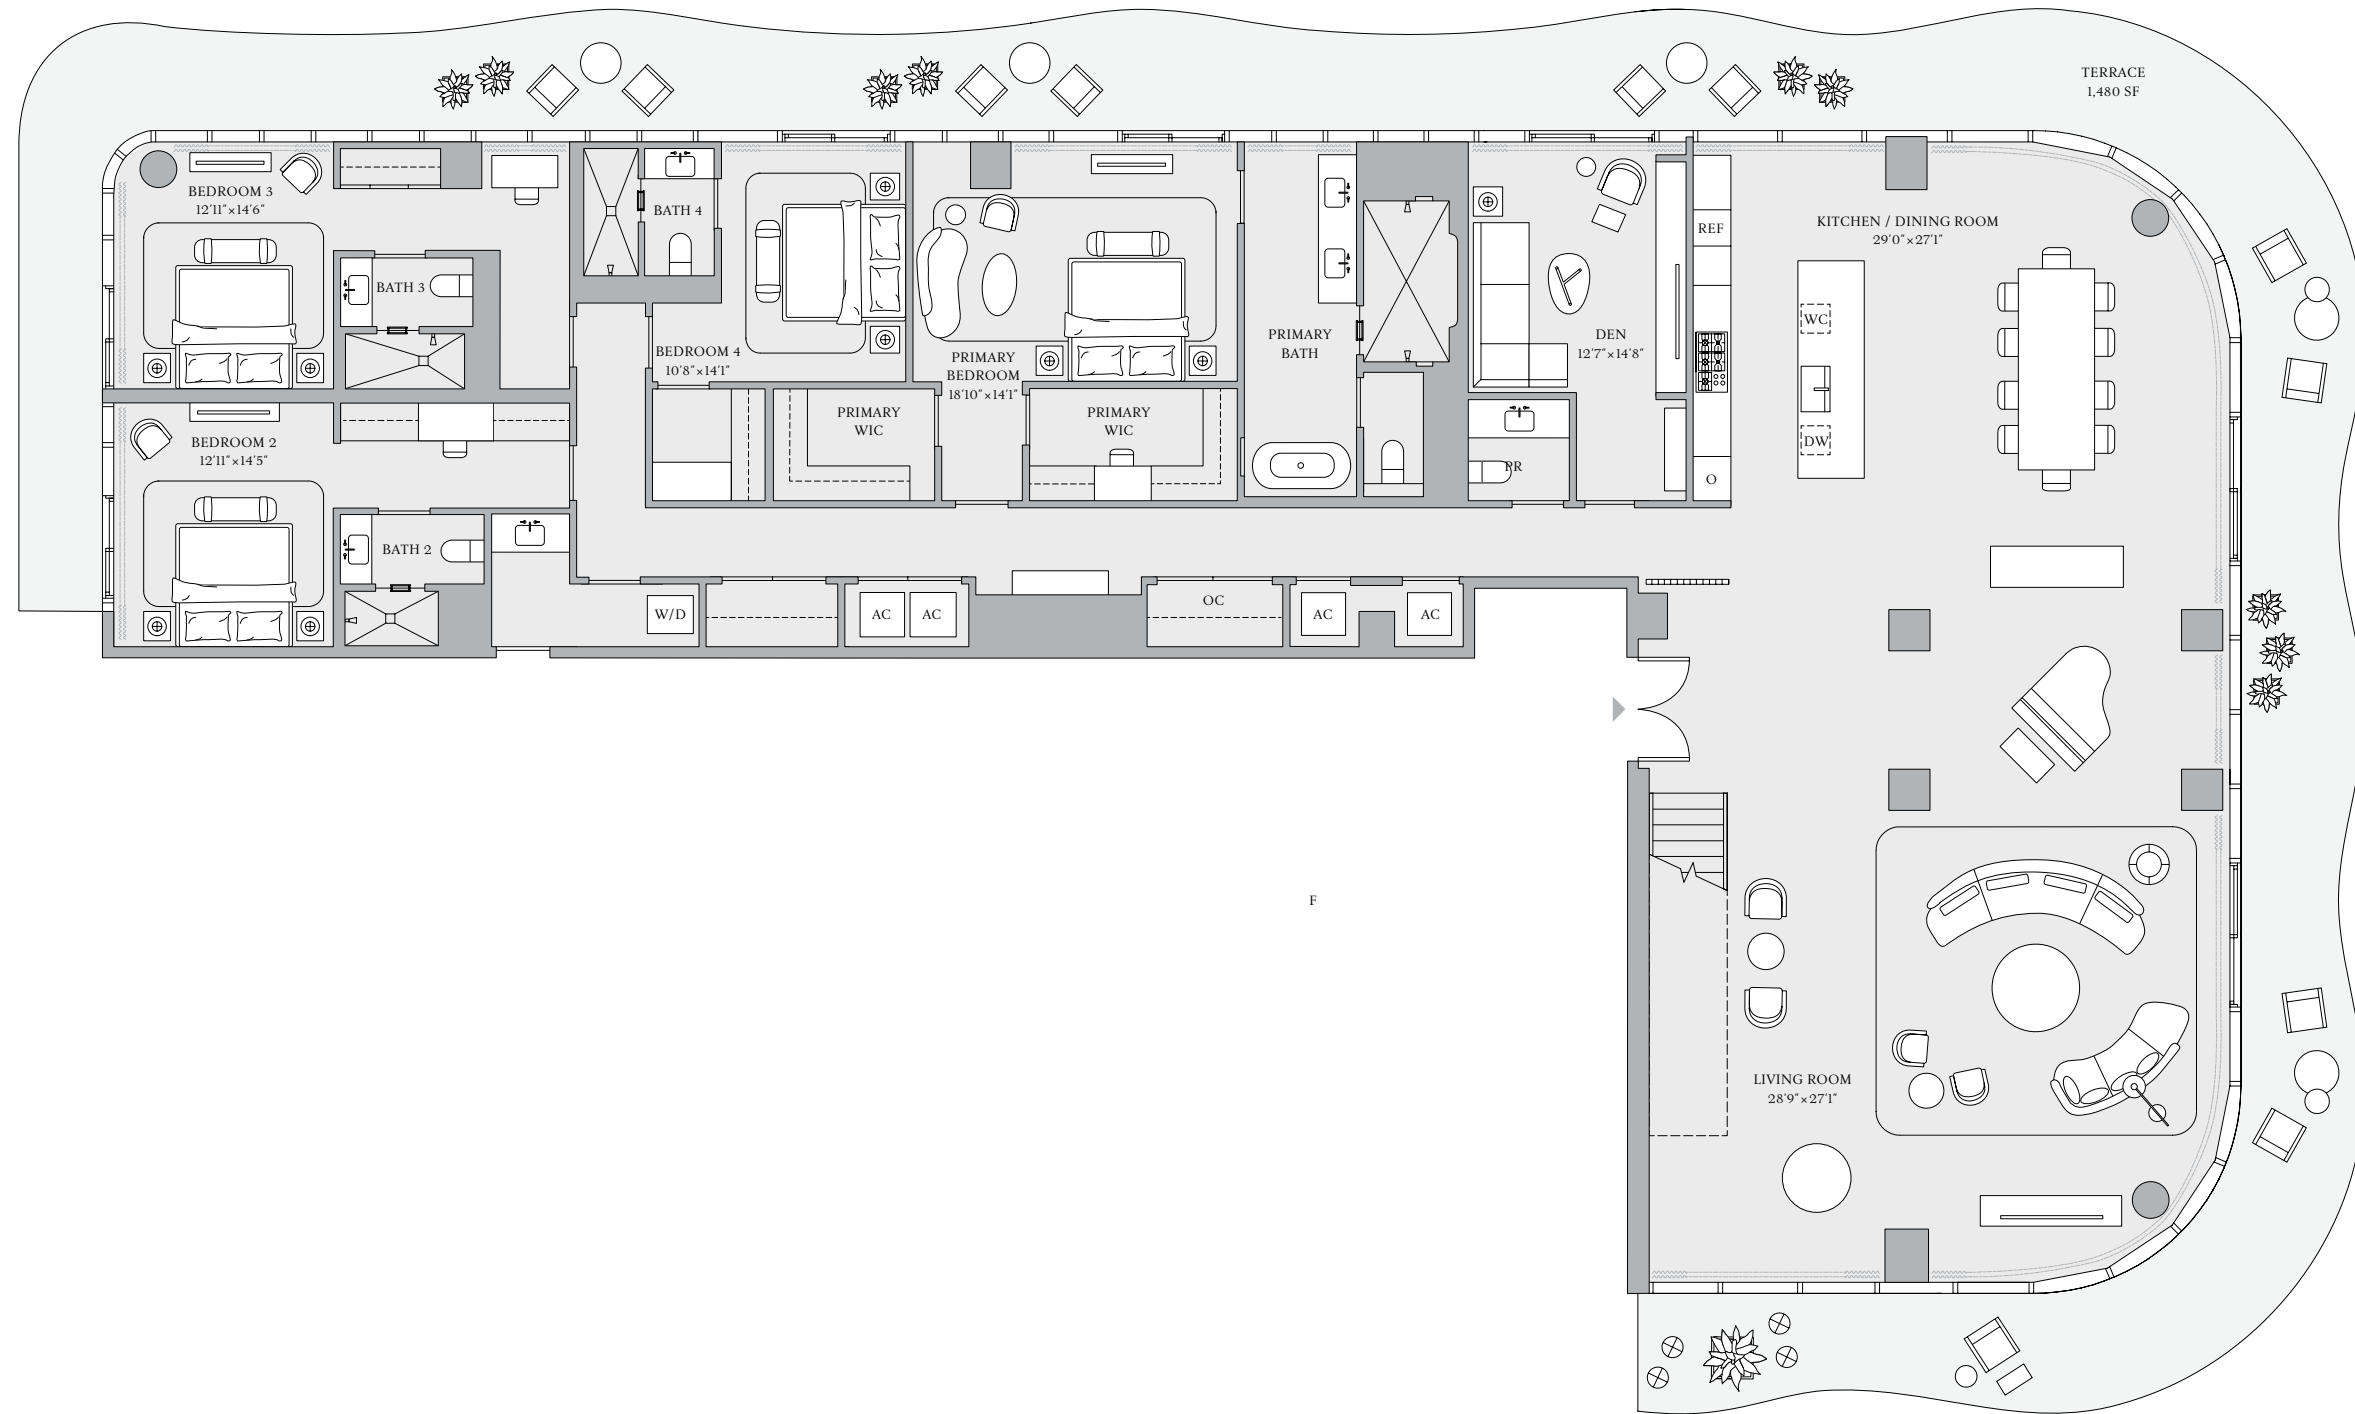 TERRACE
1,480 SF
BEDROOM 3
12'11"×14'6"
BATH 4
REF
KITCHEN / DINING ROOM
29'0"×27'1"
BATH 3
WC
PRIMARY
BATH
DEN
12'7"×14'8"
BEDROOM 4
10'8"×14'1"
PRIMARY
BEDROOM
18'10"×14'1"
PRIMARY
WIC
PRIMARY
WIC
BEDROOM 2
12'11"×14'5"
DW
PR
O
BATH 2
W/D
AC
AC
OC
AC
AC
F
LIVING ROOM
28'9"×27'1"